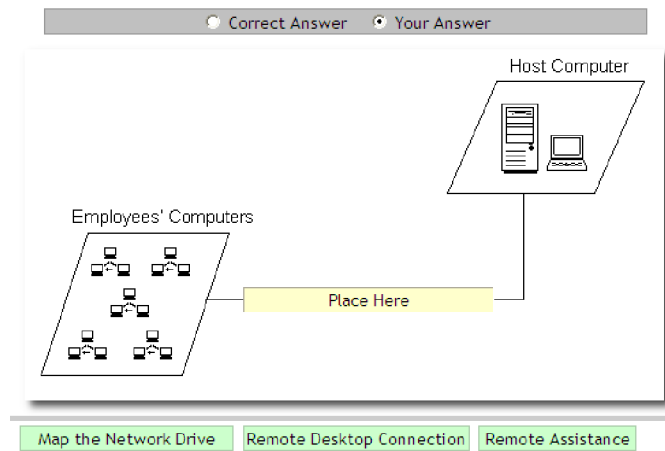 Correct Answer Your Answer
Host Computer
Employees' Computers
Place Here
Map the Network Drive Remote Desktop Connection Remote Assistance